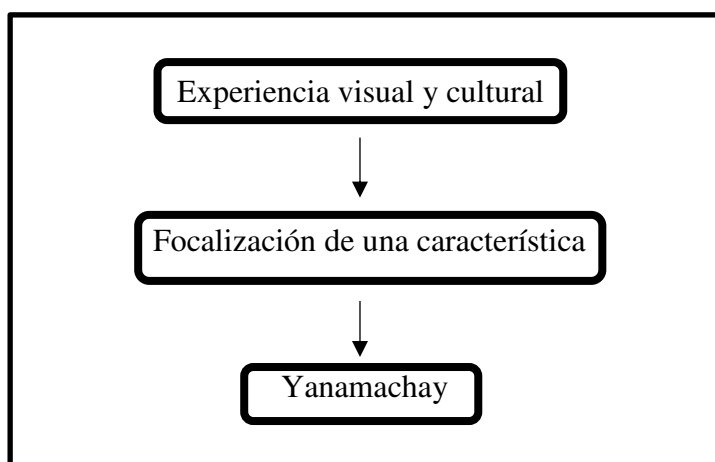 Experiencia visual y cultural
Focalización de una característica
Yanamachay